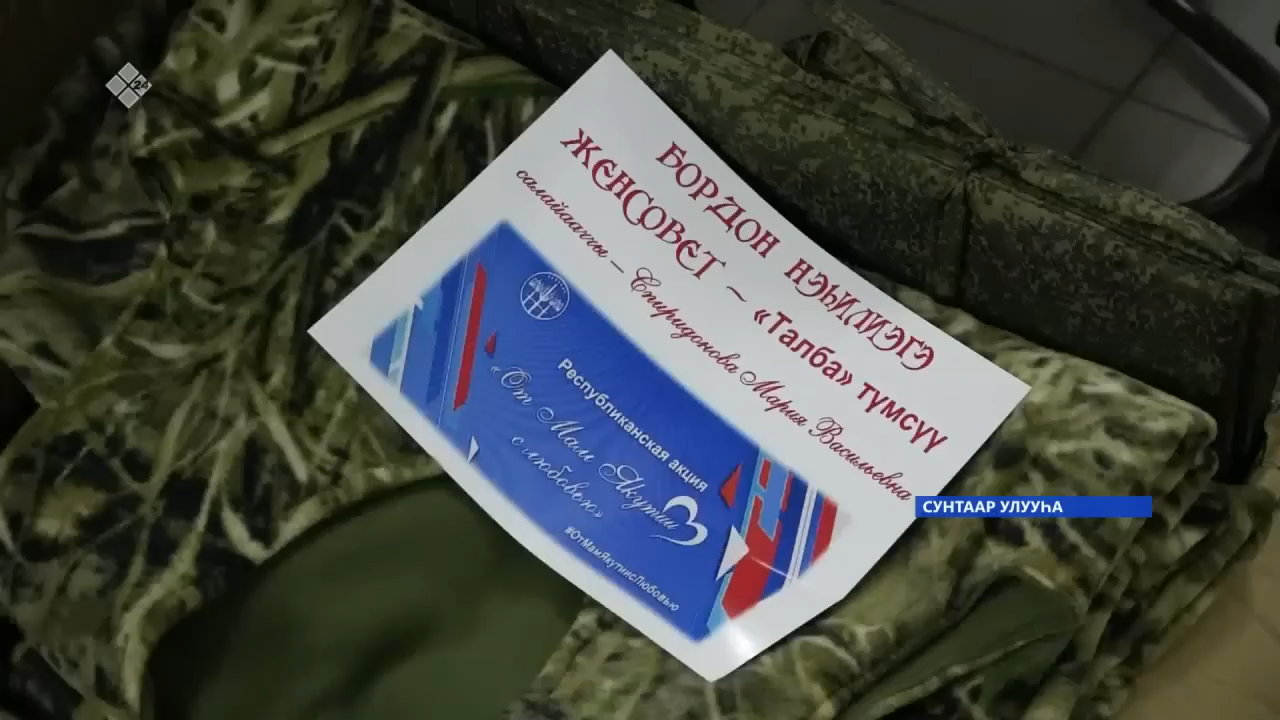 24
БОРДОН НЭҺИЛИЭГЭ
ЖЕНСОВЕТ – «Талба» түмсүү
салайааччы – Спиридонова Мария Васильевна
Республиканская акция
«От Мам Якутии
с любовью»
#ОтМамЯкутиисЛюбовью
СУНТААР УЛУУҺА